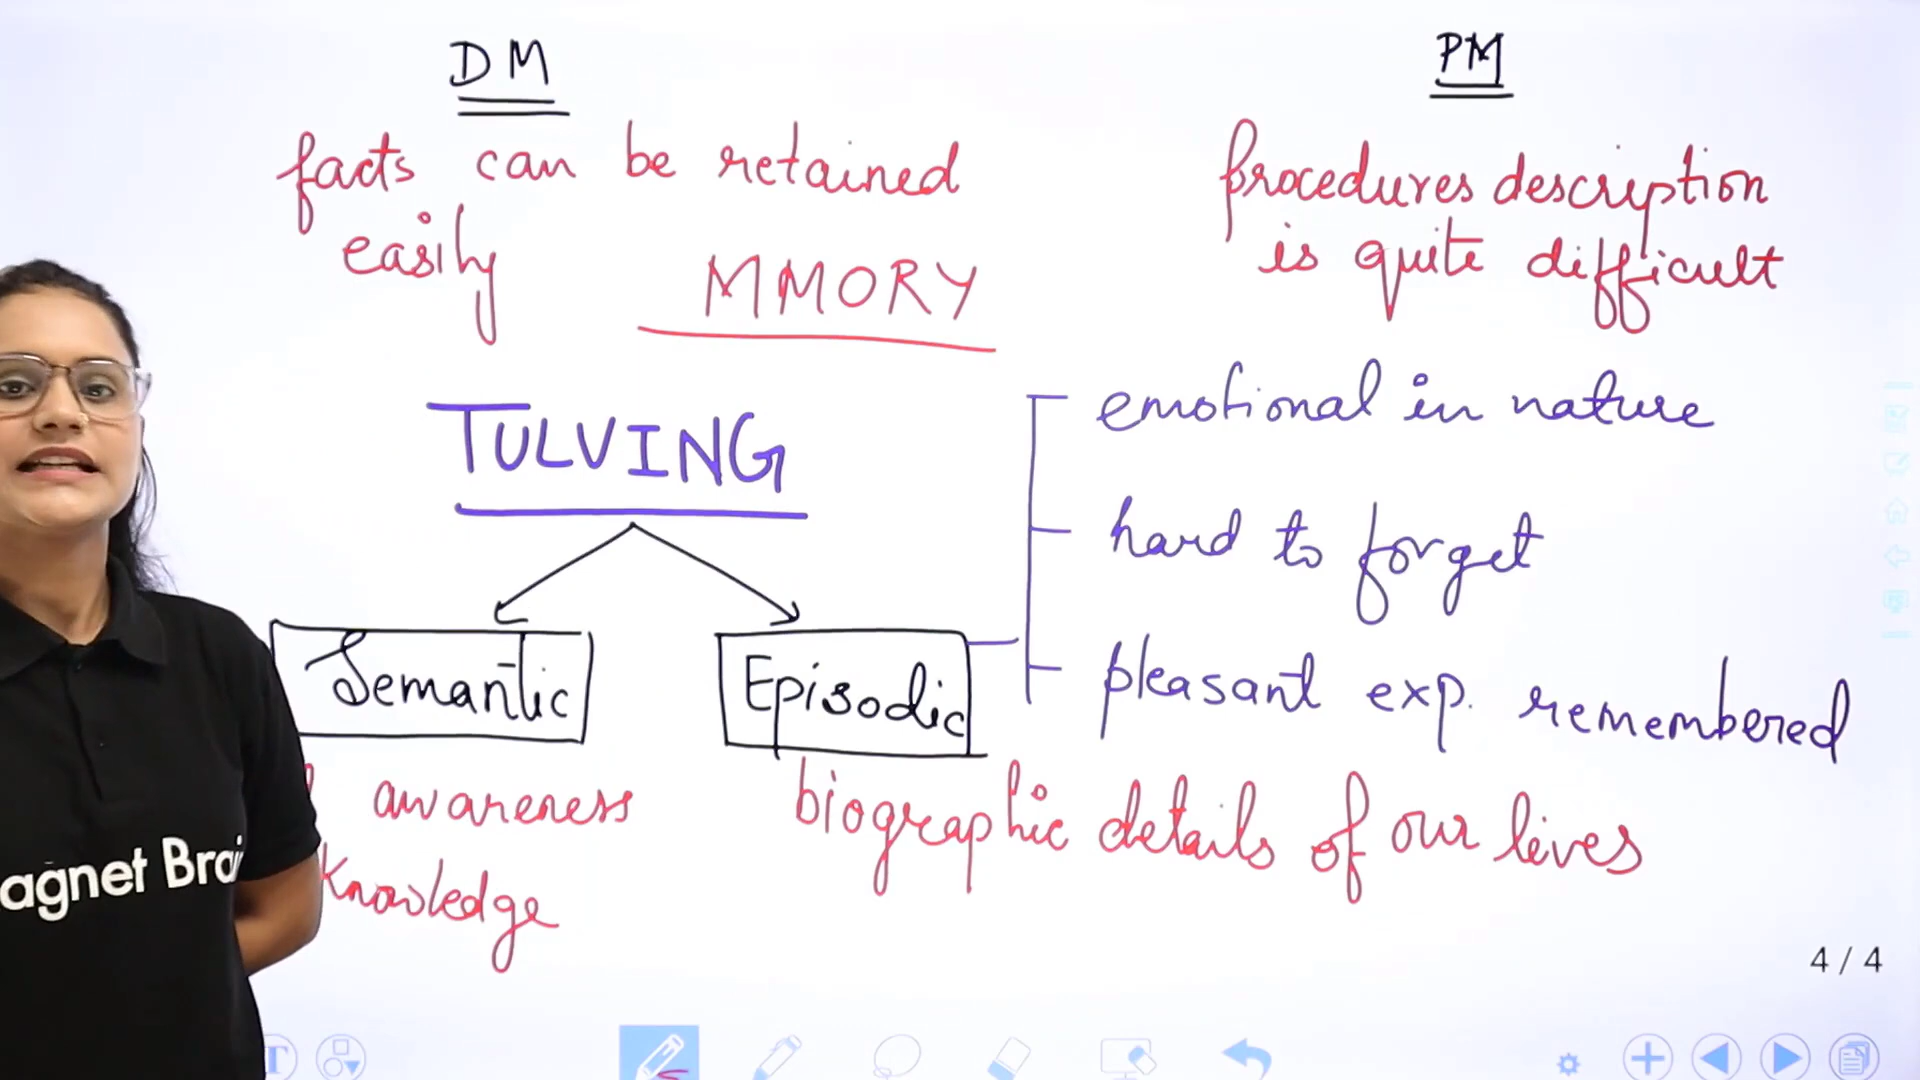 DM
PM
facts can be retained
easily
procedures description
is quite difficult
MMORY
TULVING
emotional in nature
hard to forget
pleasant exp. remembered
Semantic
Episodic
awareness
knowledge
biographic details of our lives
agnet Brai
4/4
T